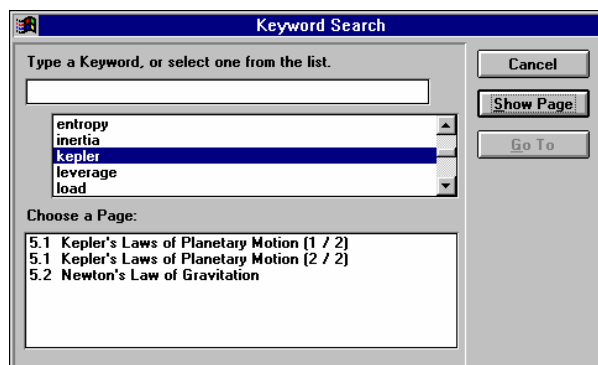 Keyword Search
Type a Keyword, or select one from the list.
Cancel
Show Page
Go To
entropy
inertia
kepler
leverage
load
Choose a Page:
5.1 Kepler's Laws of Planetary Motion (1 / 2)
5.1 Kepler's Laws of Planetary Motion (2 / 2)
5.2 Newton's Law of Gravitation